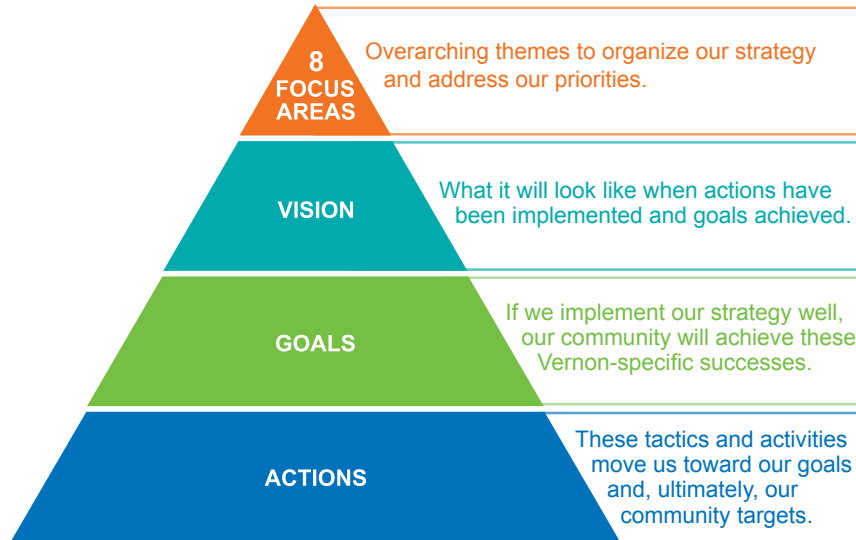 8
FOCUS
AREAS
Overarching themes to organize our strategy
and address our priorities.
VISION
What it will look like when actions have
been implemented and goals achieved.
GOALS
If we implement our strategy well,
our community will achieve these
Vernon-specific successes.
ACTIONS
These tactics and activities
move us toward our goals
and, ultimately, our
community targets.